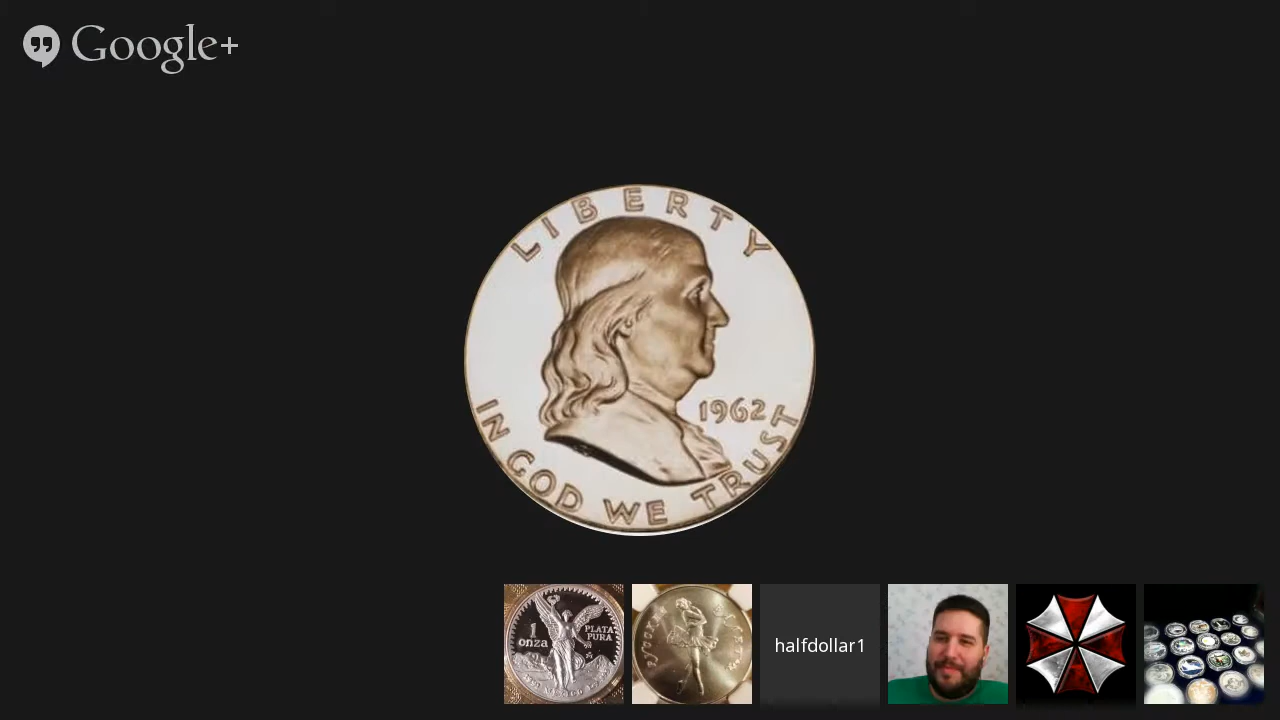 Google+
LIBERTY
1962
IN GOD WE TRUST
1
onza
PLATA
PURA
halfdollar1